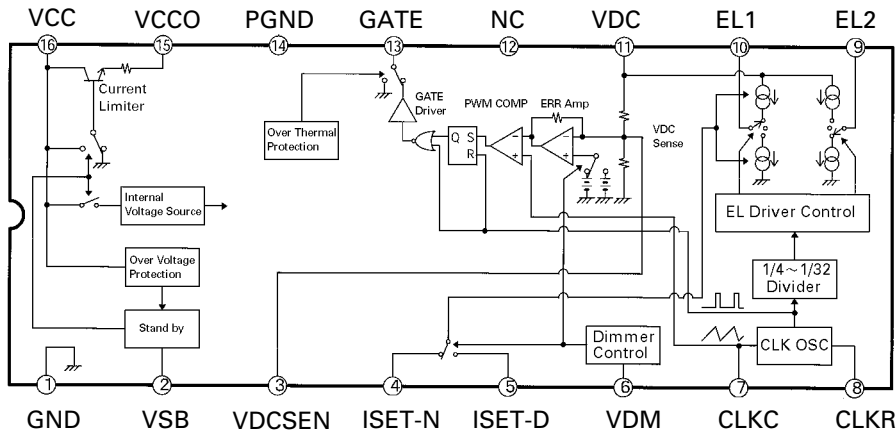 VCC VCCO PGND GATE NC VDC EL1 EL2
16 15 14 13 12 11 10 9
Current
Limiter
Over Thermal
Protection
GATE
Driver
PWM COMP
ERR Amp
Q S
R
−
+
−
+
VDC
Sense
Internal
Voltage Source
Over Voltage
Protection
Stand by
EL Driver Control
1/4～1/32
Divider
CLK OSC
Dimmer
Control
1 2 3 4 5 6 7 8
GND VSB VDCSEN ISET-N ISET-D VDM CLKC CLKR